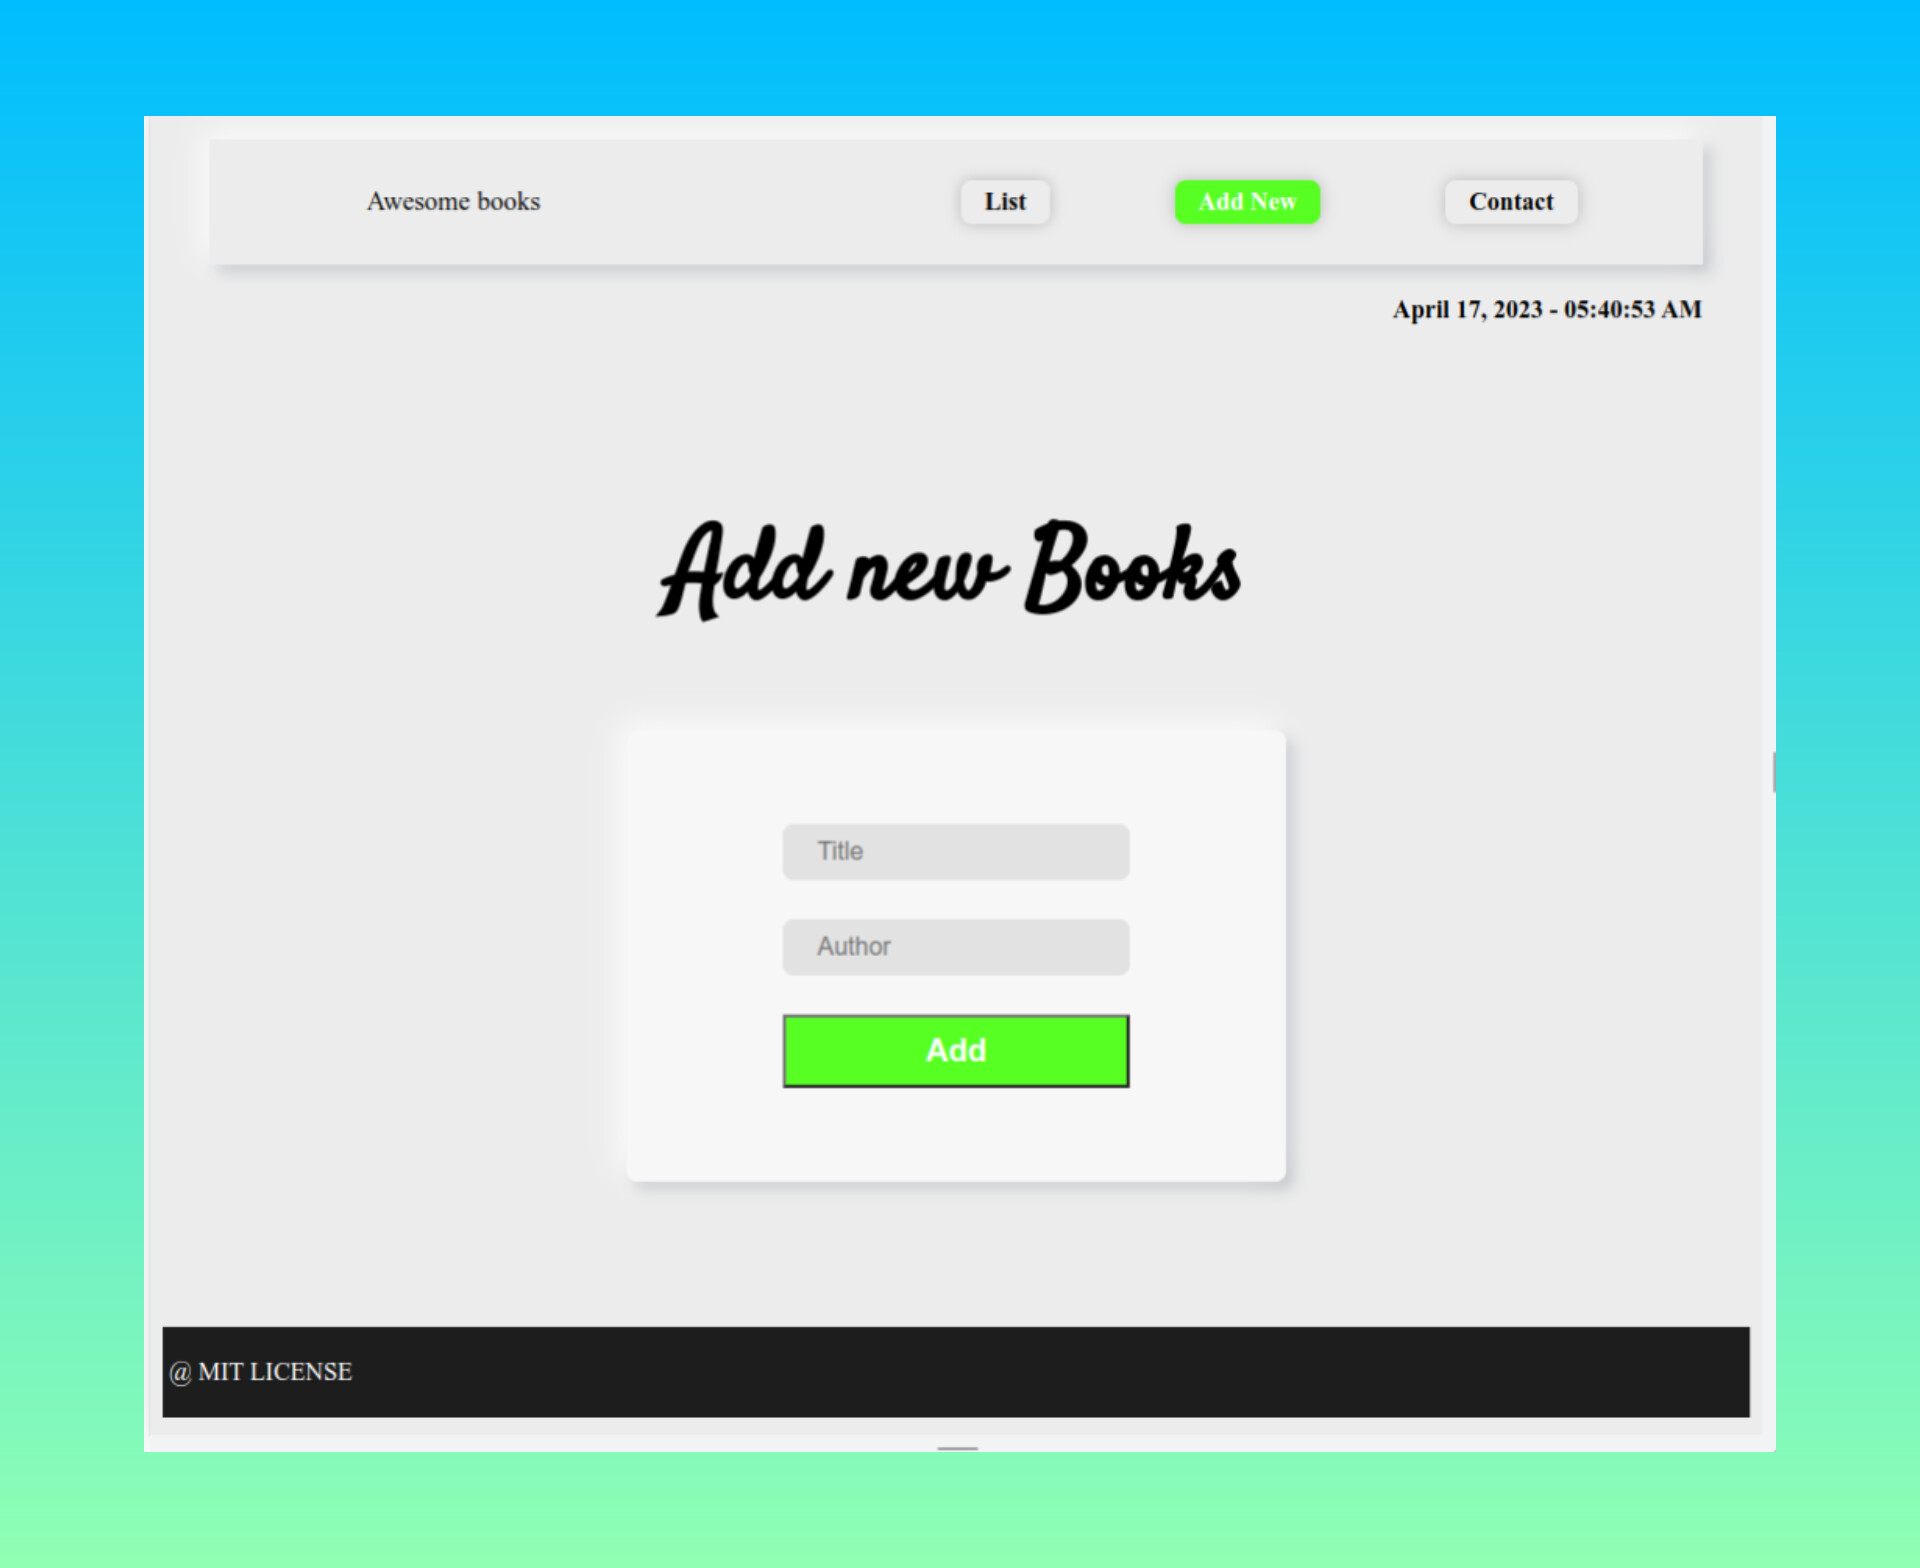 Awesome books List Add New Contact
April 17, 2023 - 05:40:53 AM
Add new Books
Title
Author
Add
@ MIT LICENSE